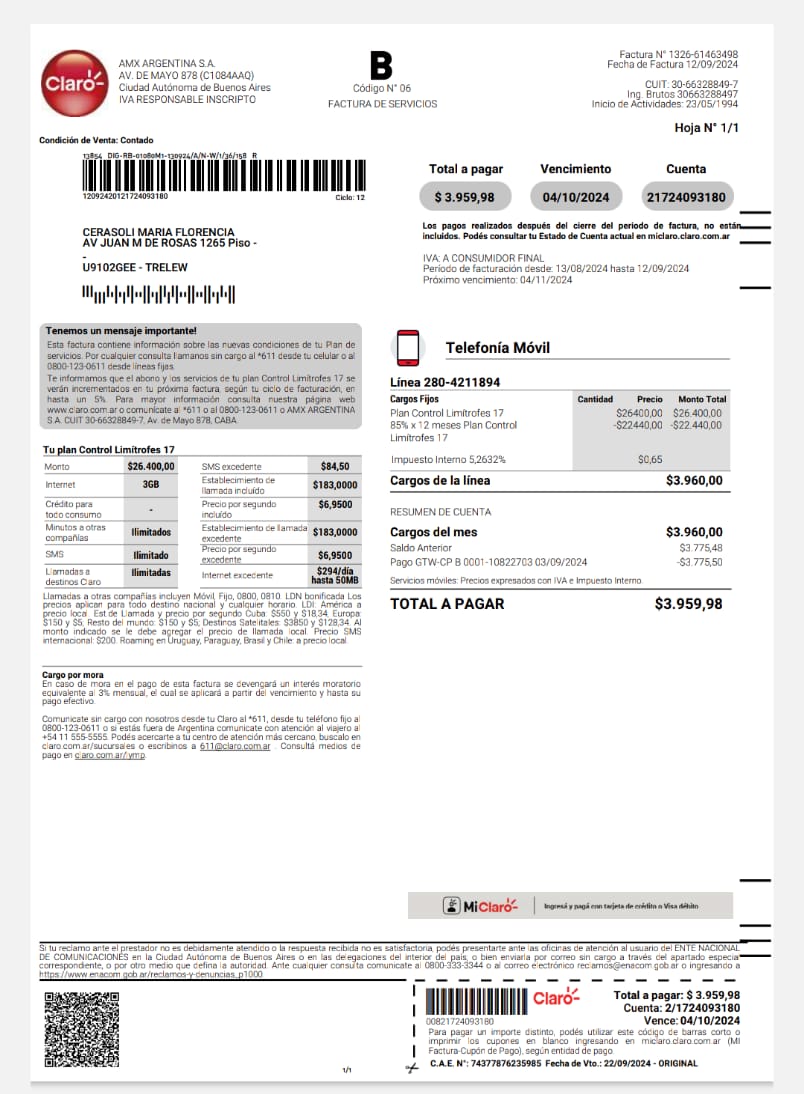 Claro-
AMX ARGENTINA S.A.
AV. DE MAYO 878 (C1084AAQ)
Ciudad Autónoma de Buenos Aires
IVA RESPONSABLE INSCRIPTO
B
Código N° 06
FACTURA DE SERVICIOS
Factura N° 1326-61463498
Fecha de Factura 12/09/2024
CUIT: 30-66328849-7
Ing. Brutos 30663288497
Inicio de Actividades: 23/05/1994
Hoja N° 1/1
Condición de Venta: Contado
13854 DIG-RB-01080M1-130924/A/N-W/1/36/158 R
12092420121724093180 Ciclo: 12
Total a pagar Vencimiento Cuenta
$ 3.959,98 04/10/2024 21724093180
Los pagos realizados después del cierre del periodo de factura, no están
incluidos. Podés consultar tu Estado de Cuenta actual en miclaro.claro.com.ar
CERASOLI MARIA FLORENCIA
AV JUAN M DE ROSAS 1265 Piso -
-
U9102GEE - TRELEW
IVA: A CONSUMIDOR FINAL
Período de facturación desde: 13/08/2024 hasta 12/09/2024
Próximo vencimiento: 04/11/2024
Tenemos un mensaje importante!
Esta factura contiene información sobre las nuevas condiciones de tu Plan de
servicios. Por cualquier consulta llamanos sin cargo al *611 desde tu celular o al
0800-123-0611 desde líneas fijas.
Te informamos que el abono y los servicios de tu plan Control Limítrofes 17 se
verán incrementados en tu próxima factura, según tu ciclo de facturación, en
hasta un 5%. Para mayor información consulta nuestra página web
www.claro.com.ar o comunícate al *611 o al 0800-123-0611 o AMX ARGENTINA
S.A. CUIT 30-66328849-7, Av. de Mayo 878, CABA.
Tu plan Control Limítrofes 17
Monto $26.400,00 SMS excedente $84,50
Internet 3GB Establecimiento de llamada incluído $183,0000
Crédito para todo consumo - Precio por segundo incluído $6,9500
Minutos a otras compañías Ilimitados Establecimiento de llamada excedente $183,0000
SMS Ilimitado Precio por segundo excedente $6,9500
Llamadas a destinos Claro Ilimitadas Internet excedente $294/día hasta 50MB
Llamadas a otras compañías incluyen Móvil, Fijo, 0800, 0810. LDN bonificada Los
precios aplican para todo destino nacional y cualquier horario. LDI: América a
precio local. Est.de Llamada y precio por segundo Cuba: $550 y $18,34, Europa:
$150 y $5; Resto del mundo: $150 y $5; Destinos Satelitales: $3850 y $128,34. Al
monto indicado se le debe agregar el precio de llamada local. Precio SMS
internacional: $200. Roaming en Uruguay, Paraguay, Brasil y Chile: a precio local.
Cargo por mora
En caso de mora en el pago de esta factura se devengará un interés moratorio
equivalente al 3% mensual, el cual se aplicará a partir del vencimiento y hasta su
pago efectivo.
Comunicate sin cargo con nosotros desde tu Claro al *611, desde tu teléfono fijo al
0800-123-0611 o si estás fuera de Argentina comunicate con atención al viajero al
+54 11 555-5555. Podés acercarte a tu centro de atención más cercano, buscalo en
claro.com.ar/sucursales o escribinos a 611@claro.com.ar . Consultá medios de
pago en claro.com.ar/lymp.
Telefonía Móvil
Línea 280-4211894
Cargos Fijos Cantidad Precio Monto Total
Plan Control Limítrofes 17 $26400,00 $26.400,00
85% x 12 meses Plan Control -$22440,00 -$22.440,00
Limítrofes 17
Impuesto Interno 5,2632% $0,65
Cargos de la línea $3.960,00
RESUMEN DE CUENTA
Cargos del mes $3.960,00
Saldo Anterior $3.775,48
Pago GTW-CP B 0001-10822703 03/09/2024 -$3.775,50
Servicios móviles: Precios expresados con IVA e Impuesto Interno.
TOTAL A PAGAR $3.959,98
MiClaro- Ingresá y pagá con tarjeta de crédito o Visa débito
Si tu reclamo ante el prestador no es debidamente atendido o la respuesta recibida no es satisfactoria, podés presentarte ante las oficinas de atención al usuario del ENTE NACIONAL
DE COMUNICACIONES en la Ciudad Autónoma de Buenos Aires o en las delegaciones del interior del país, o bien enviarla por correo sin cargo a través del apartado especial
correspondiente, o por otro medio que defina la autoridad. Ante cualquier consulta comunicate al 0800-333-3344 o al correo electrónico reclamos@enacom.gob.ar o ingresando a
https://www.enacom.gob.ar/reclamos-y-denuncias_p1000.
1/1
Claro-
00821724093180
Total a pagar: $ 3.959,98
Cuenta: 2/1724093180
Vence: 04/10/2024
Para pagar un importe distinto, podés utilizar este código de barras corto o
imprimir los cupones en blanco ingresando en miclaro.claro.com.ar (MI
Factura-Cupón de Pago), según entidad de pago
C.A.E. N°: 74377876235985 Fecha de Vto.: 22/09/2024 - ORIGINAL